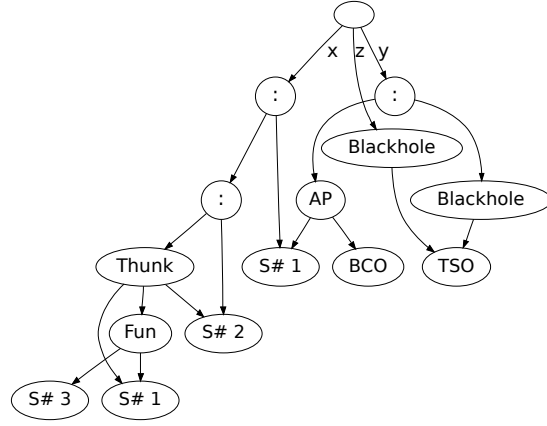 x z y
: :
Blackhole
: AP Blackhole
Thunk S# 1 BCO TSO
Fun S# 2
S# 3 S# 1